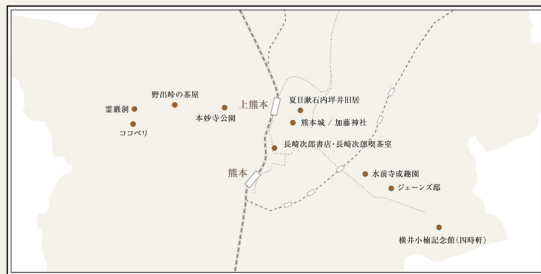 霊巌洞
ココペリ
野出峠の茶屋
本妙寺公園
上熊本
夏目漱石内坪井旧居
熊本城 / 加藤神社
長崎次郎書店・長崎次郎喫茶室
熊本
水前寺成趣園
ジェーンズ邸
横井小楠記念館(四時軒)